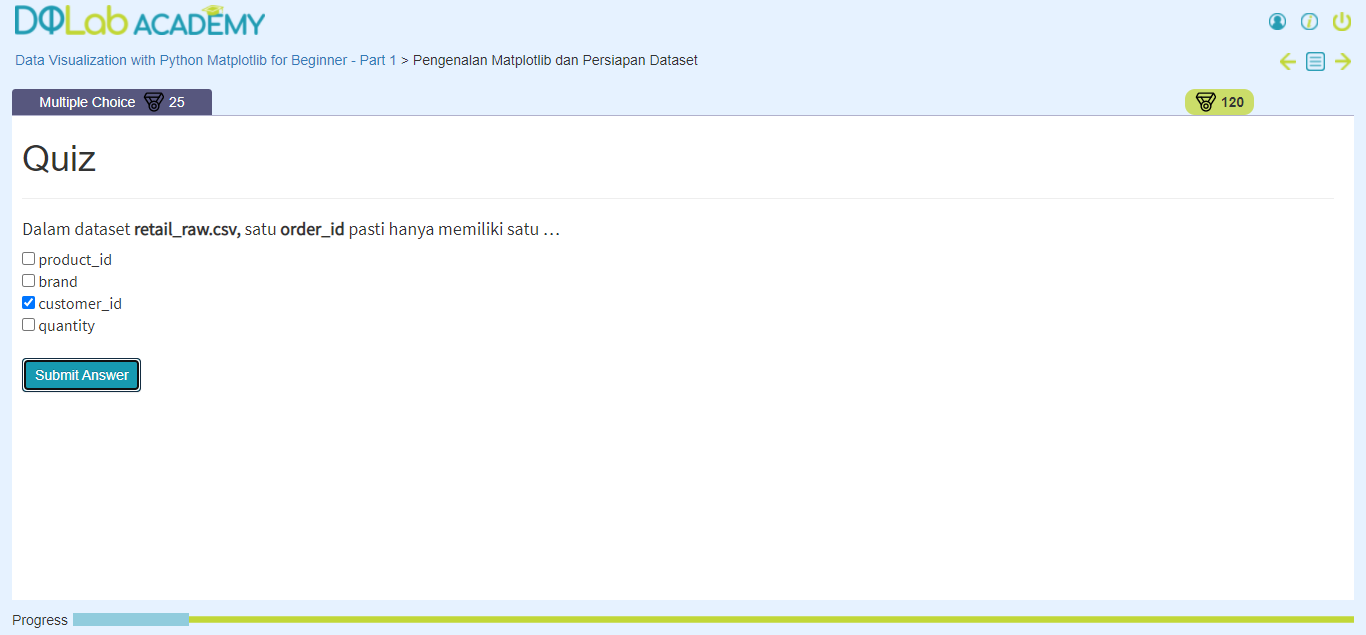 DQLab ACADEMY
Data Visualization with Python Matplotlib for Beginner - Part 1 > Pengenalan Matplotlib dan Persiapan Dataset
Multiple Choice 25
120
Quiz
Dalam dataset retail_raw.csv, satu order_id pasti hanya memiliki satu …
product_id
brand
customer_id
quantity
Submit Answer
Progress